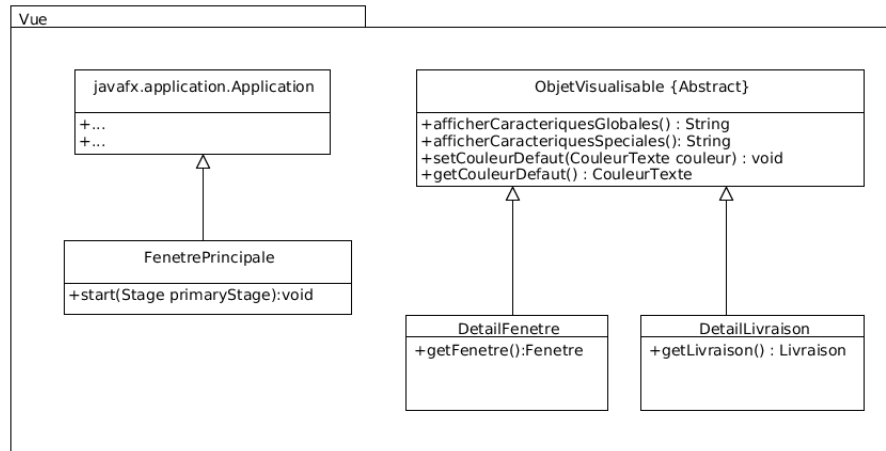 Vue
javafx.application.Application
+...
+...
FenetrePrincipale
+start(Stage primaryStage):void
ObjetVisualisable {Abstract}
+afficherCaracteriquesGlobales() : String
+afficherCaracteriquesSpeciales(): String
+setCouleurDefaut(CouleurTexte couleur) : void
+getCouleurDefaut() : CouleurTexte
DetailFenetre
+getFenetre():Fenetre
DetailLivraison
+getLivraison() : Livraison